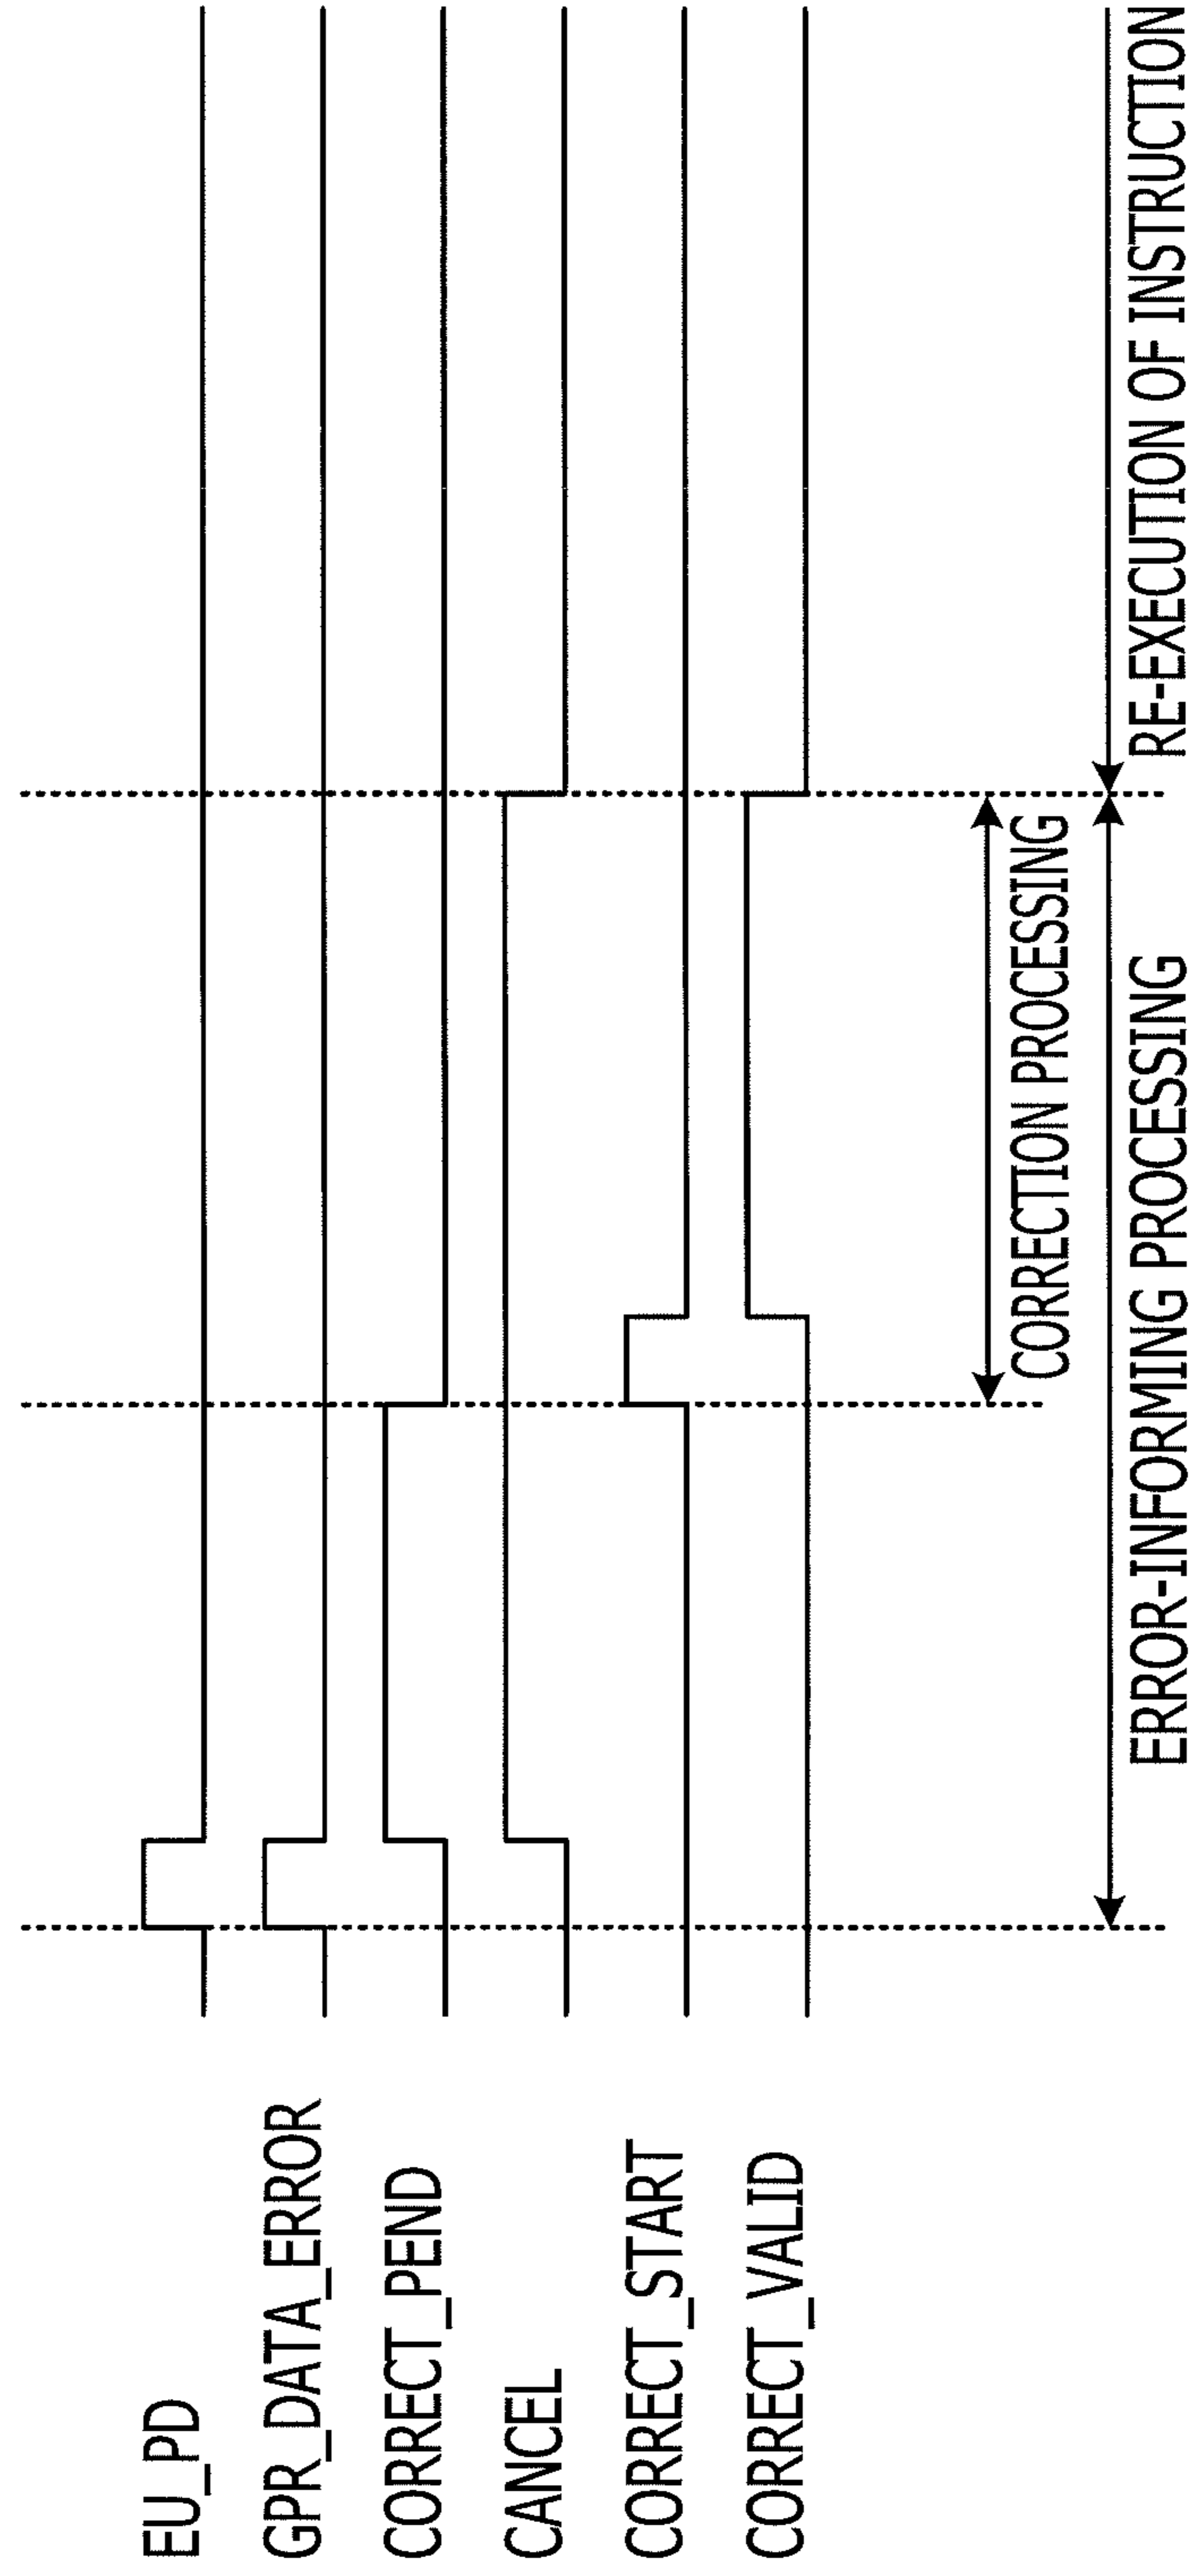 EU_PD
GPR_DATA_ERROR
CORRECT_PEND
CANCEL
CORRECT_START
CORRECT_VALID
CORRECTION PROCESSING
ERROR-INFORMING PROCESSING
RE-EXECUTION OF INSTRUCTION